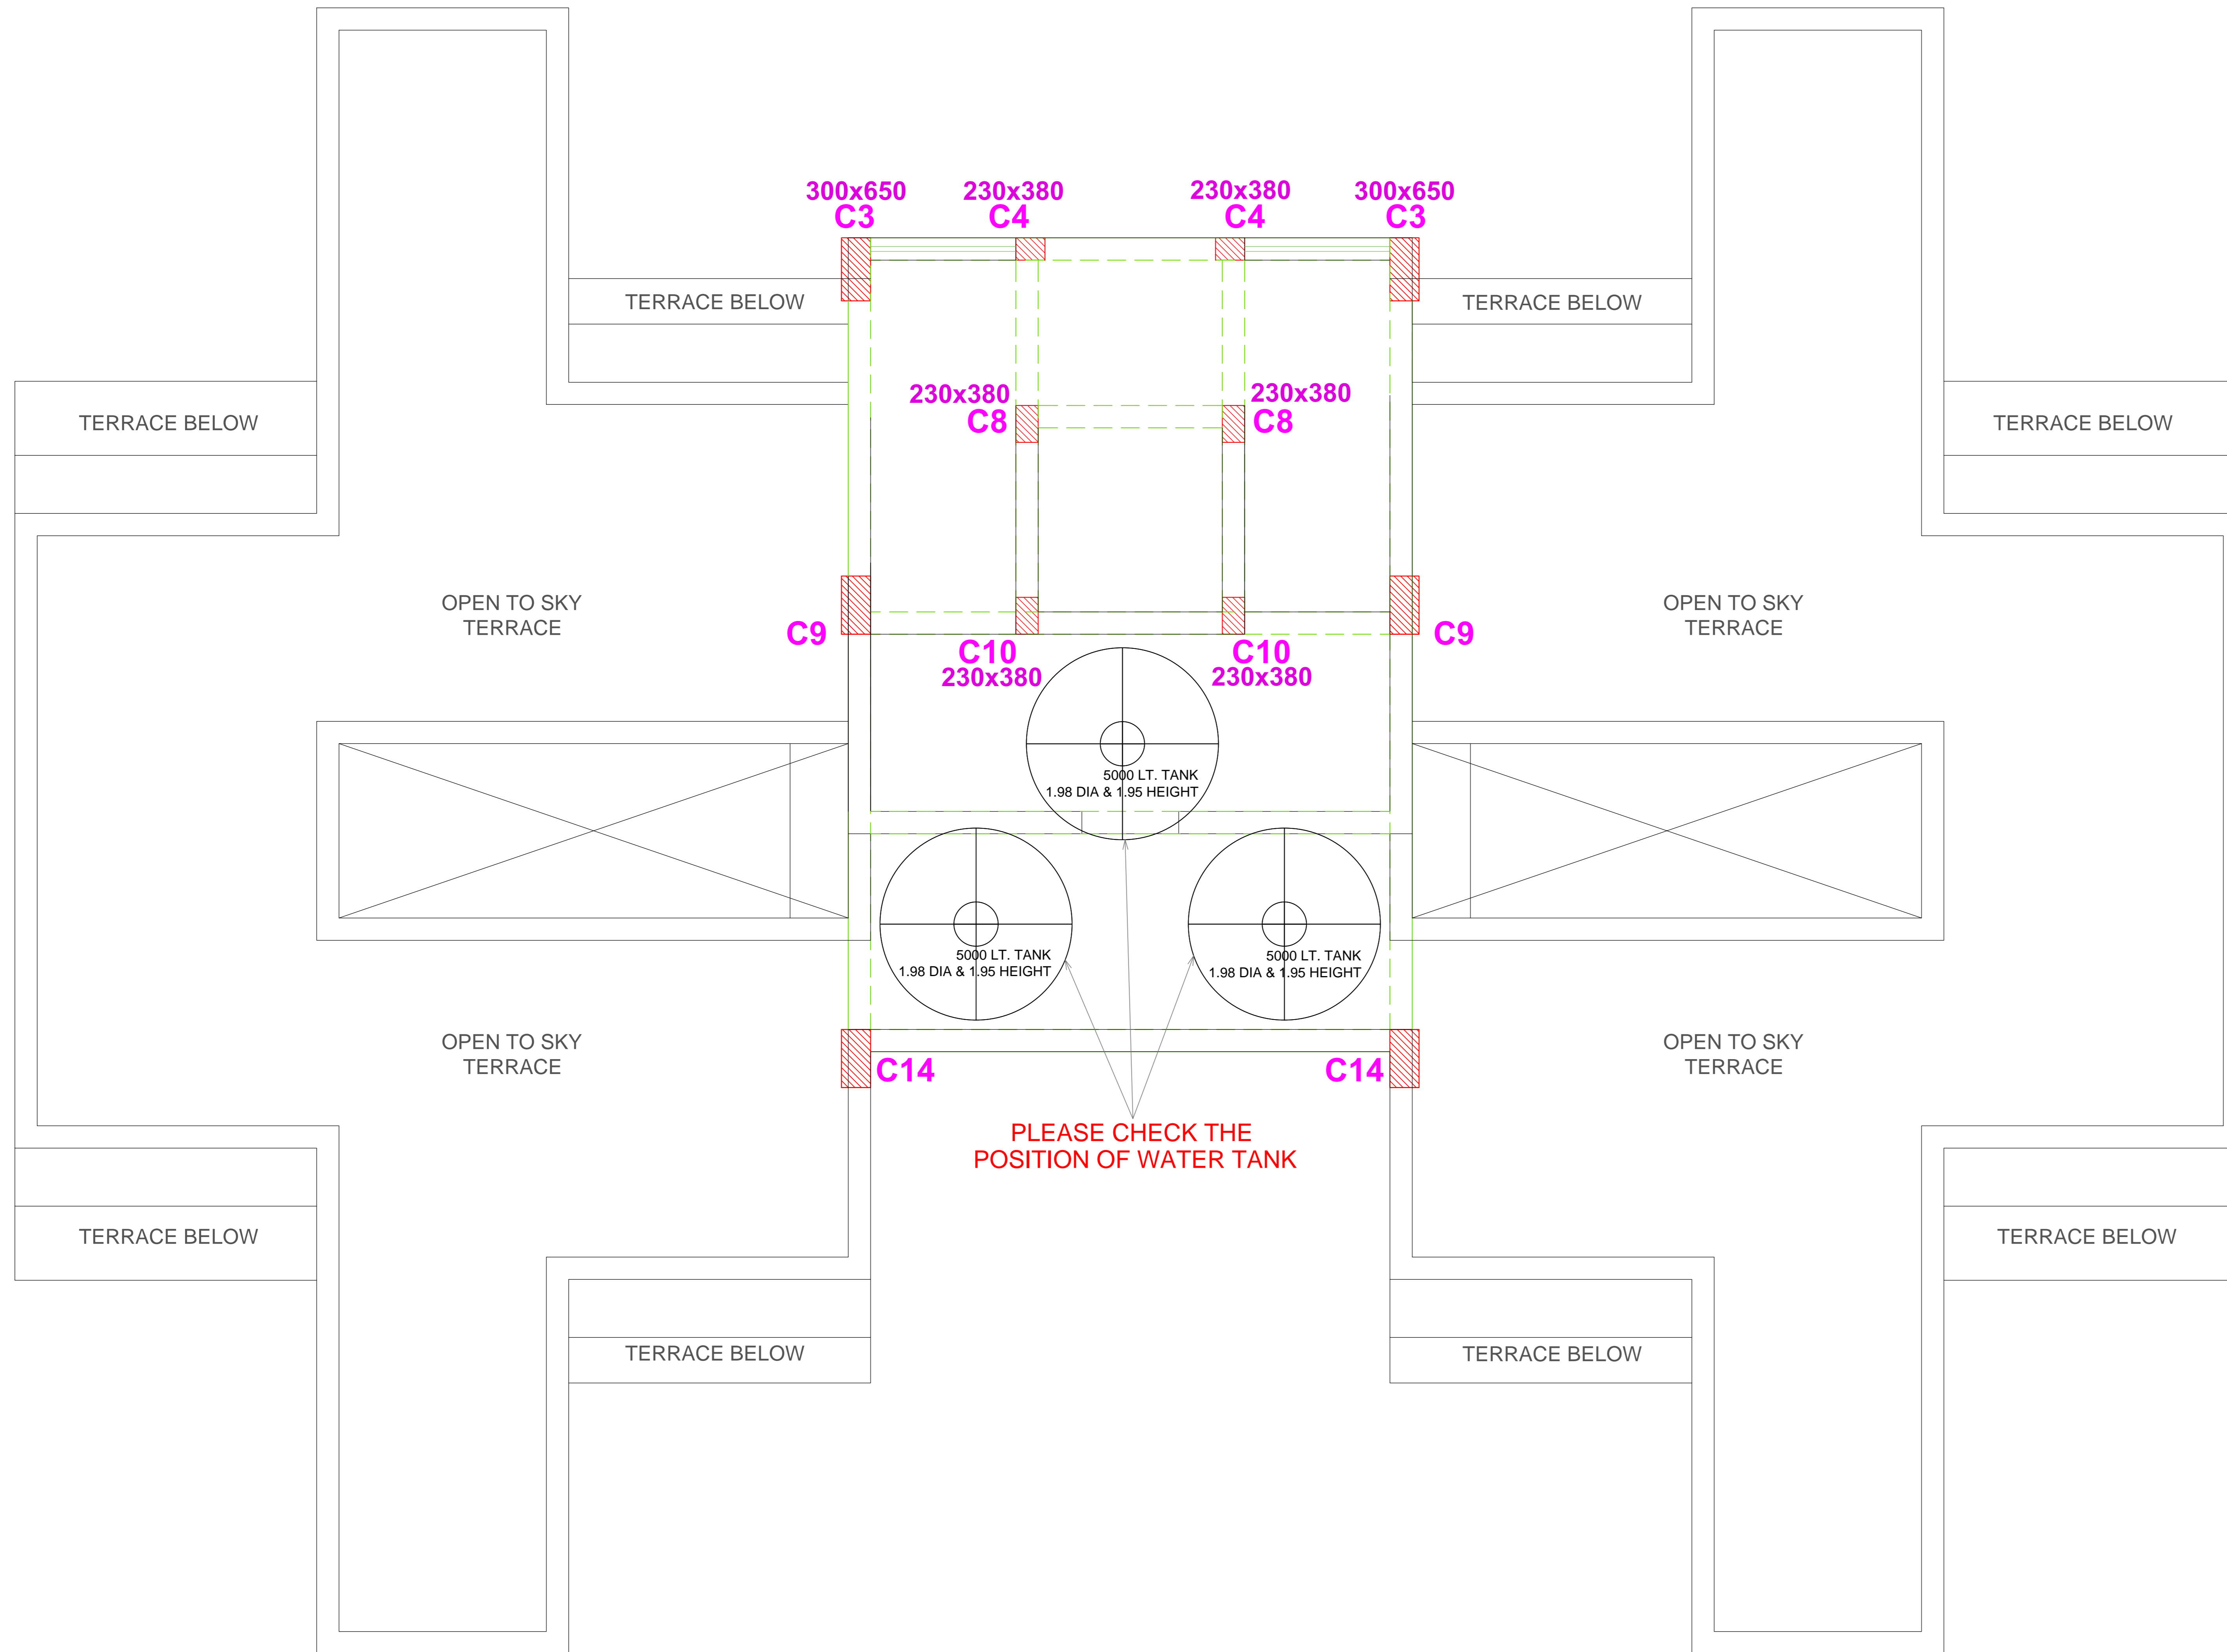 300x650
C3
230x380
C4
230x380
C4
300x650
C3
TERRACE BELOW
TERRACE BELOW
TERRACE BELOW
230x380
C8
230x380
C8
TERRACE BELOW
OPEN TO SKY
TERRACE
C9
C10
230x380
C10
230x380
C9
OPEN TO SKY
TERRACE
5000 LT. TANK
1.98 DIA & 1.95 HEIGHT
5000 LT. TANK
1.98 DIA & 1.95 HEIGHT
5000 LT. TANK
1.98 DIA & 1.95 HEIGHT
OPEN TO SKY
TERRACE
C14
C14
OPEN TO SKY
TERRACE
PLEASE CHECK THE
POSITION OF WATER TANK
TERRACE BELOW
TERRACE BELOW
TERRACE BELOW
TERRACE BELOW